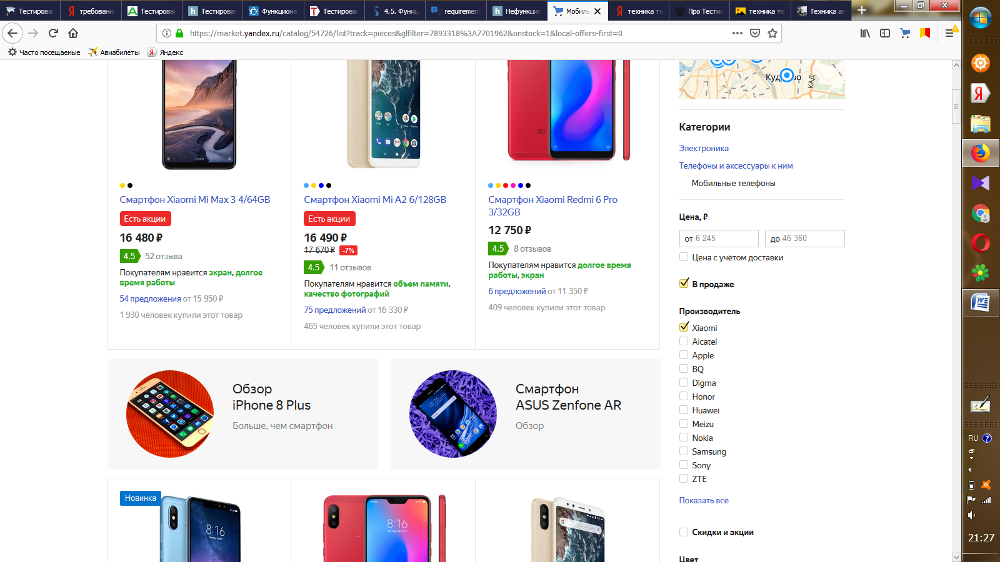 Тестирован
требования
Тестирован
Тестирован
Функциона
Тестирован
4.5. Функц
requirement
Нефункцио
Мобиль
техника те
Про Тестин
техника те
Техника ан
https://market.yandex.ru/catalog/54726/list?track=pieces&glfilter=7893318%3A7701962&onstock=1&local-offers-first=0
Часто посещаемые
Авиабилеты
Яндекс
Смартфон Xiaomi Mi Max 3 4/64GB
Есть акции
16 480 ₽
4.5 52 отзыва
Покупателям нравится экран, долгое
время работы
54 предложения от 15 950 ₽
1 930 человек купили этот товар
Смартфон Xiaomi Mi A2 6/128GB
Есть акции
16 490 ₽
17 670 ₽ -7%
4.5 11 отзывов
Покупателям нравится объем памяти,
качество фотографий
75 предложений от 16 330 ₽
465 человек купили этот товар
Смартфон Xiaomi Redmi 6 Pro
3/32GB
12 750 ₽
4.5 8 отзывов
Покупателям нравится долгое время
работы, экран
6 предложений от 11 350 ₽
409 человек купили этот товар
Обзор
iPhone 8 Plus
Больше, чем смартфон
Смартфон
ASUS Zenfone AR
Обзор
Новинка
8:16
8:16
КАД
Категории
Электроника
Телефоны и аксессуары к ним
Мобильные телефоны
Цена, ₽
от 6 245
до 46 360
Цена с учётом доставки
В продаже
Производитель
Xiaomi
Alcatel
Apple
BQ
Digma
Honor
Huawei
Meizu
Nokia
Samsung
Sony
ZTE
Показать всё
Скидки и акции
Цвет
RU
21:27